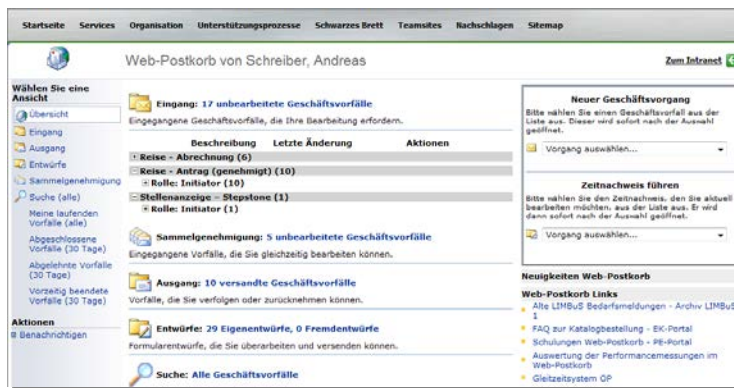 Startseite Services Organisation Unterstützungsprozesse Schwarzes Brett Teamsites Nachschlagen Sitemap
Web-Postkorb von Schreiber, Andreas
Zum Intranet
Wählen Sie eine
Ansicht
Übersicht
Eingang
Ausgang
Entwürfe
Sammelgenehmigung
Suche (alle)
Meine laufenden
Vorfälle (alle)
Abgeschlossene
Vorfälle (30 Tage)
Abgelehnte Vorfälle
(30 Tage)
Vorzeitig beendete
Vorfälle (30 Tage)
Aktionen
Benachrichtigen
Eingang: 17 unbearbeitete Geschäftsvorfälle
Eingegangene Geschäftsvorfälle, die Ihre Bearbeitung erfordern.
Beschreibung Letzte Änderung Aktionen
Reise - Abrechnung (6)
Reise - Antrag (genehmigt) (10)
Rolle: Initiator (10)
Stellenanzeige – Stepstone (1)
Rolle: Initiator (1)
Sammelgenehmigung: 5 unbearbeitete Geschäftsvorfälle
Eingegangene Vorfälle, die Sie gleichzeitig bearbeiten können.
Ausgang: 10 versandte Geschäftsvorfälle
Vorfälle, die Sie verfolgen oder zurücknehmen können.
Entwürfe: 29 Eigenentwürfe, 0 Fremdentwürfe
Formularentwürfe, die Sie überarbeiten und versenden können.
Suche: Alle Geschäftsvorfälle
Neuer Geschäftsvorgang
Bitte wählen Sie einen Geschäftsvorfall aus der
Liste aus. Dieser wird sofort nach der Auswahl
geöffnet.
Vorgang auswählen...
Zeitnachweis führen
Bitte wählen Sie den Zeitnachweis, den Sie aktuell
bearbeiten möchten, aus der Liste aus. Er wird
dann sofort nach der Auswahl geöffnet.
Vorgang auswählen...
Neuigkeiten Web-Postkorb
Web-Postkorb Links
Alte LIMBuS Bedarfsmeldungen - Archiv LIMBuS
1
FAQ zur Katalogbestellung - EK-Portal
Schulungen Web-Postkorb - PE-Portal
Auswertung der Performancemessungen im
Web-Postkorb
Gleitzeitsystem OP